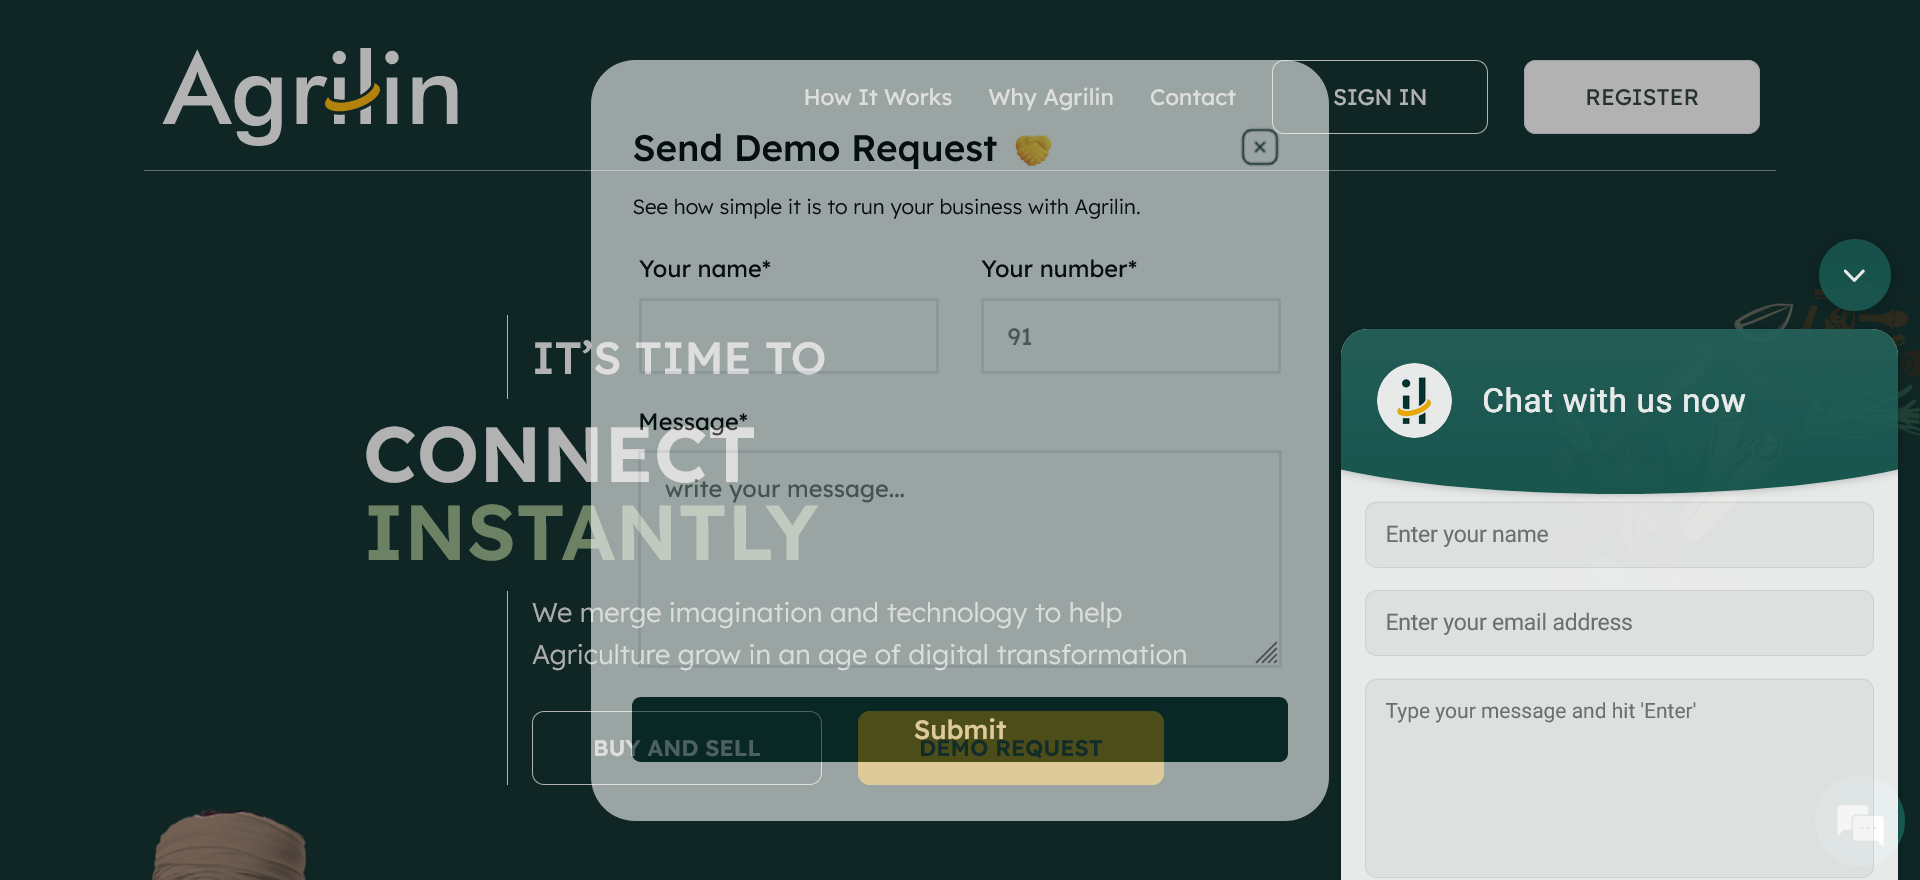 Agrilin
How It Works Why Agrilin Contact SIGN IN REGISTER
Send Demo Request
See how simple it is to run your business with Agrilin.
Your name* Your number*
91
IT'S TIME TO
Message*
CONNECT
write your message...
INSTANTLY
We merge imagination and technology to help
Agriculture grow in an age of digital transformation
Submit
BUY AND SELL DEMO REQUEST
Chat with us now
Enter your name
Enter your email address
Type your message and hit 'Enter'